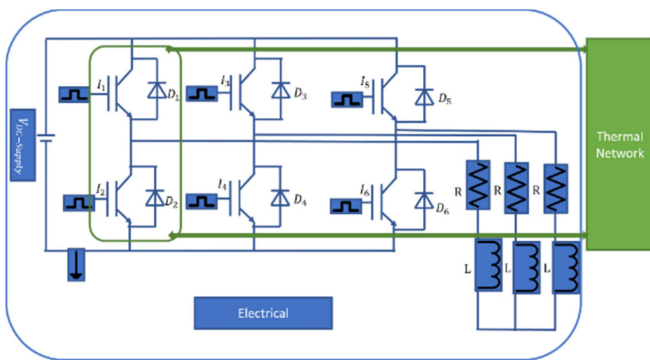 I₁
D₁
I₃
D₃
I₅
D₅
V_DC-Supply
Thermal
Network
I₂
D₂
I₄
D₄
I₆
D₆
R
R
R
L
L
L
Electrical